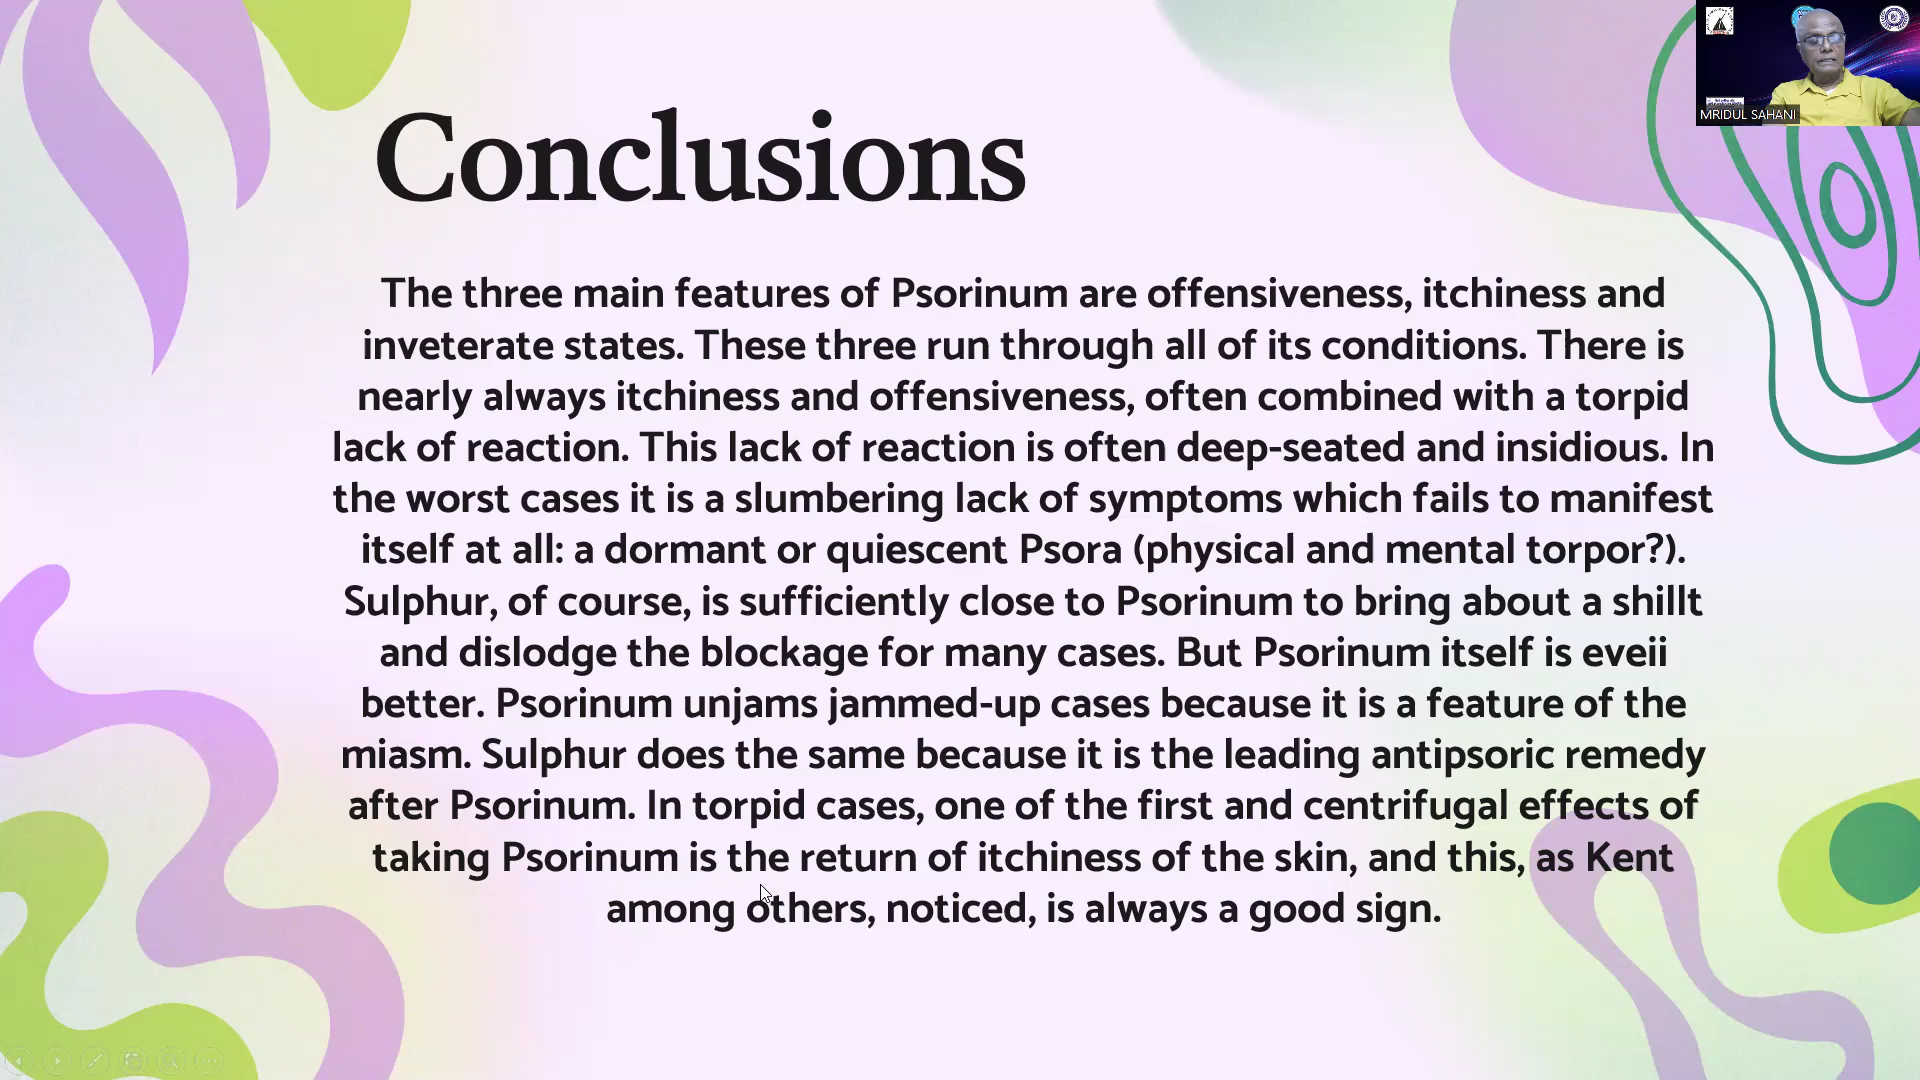 Conclusions
The three main features of Psorinum are offensiveness, itchiness and
inveterate states. These three run through all of its conditions. There is
nearly always itchiness and offensiveness, often combined with a torpid
lack of reaction. This lack of reaction is often deep-seated and insidious. In
the worst cases it is a slumbering lack of symptoms which fails to manifest
itself at all: a dormant or quiescent Psora (physical and mental torpor?).
Sulphur, of course, is sufficiently close to Psorinum to bring about a shillt
and dislodge the blockage for many cases. But Psorinum itself is eveii
better. Psorinum unjams jammed-up cases because it is a feature of the
miasm. Sulphur does the same because it is the leading antipsoric remedy
after Psorinum. In torpid cases, one of the first and centrifugal effects of
taking Psorinum is the return of itchiness of the skin, and this, as Kent
among others, noticed, is always a good sign.
MRIDUL SAHANI